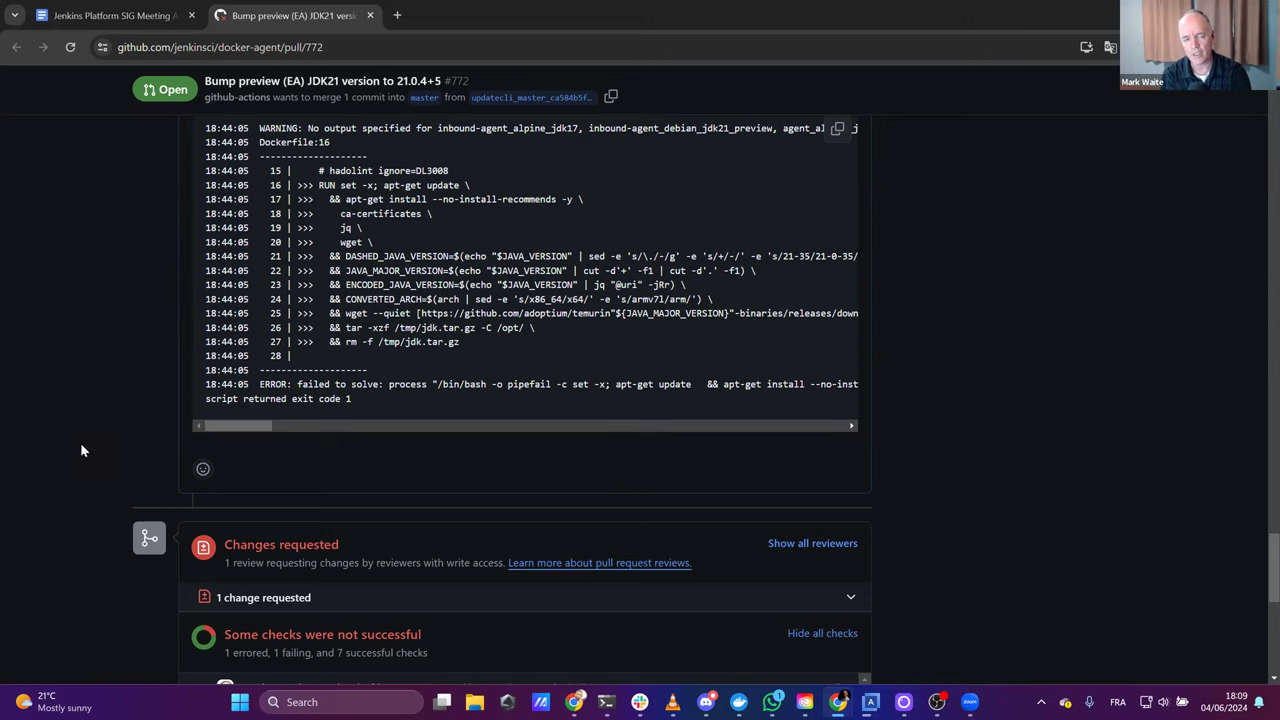 Jenkins Platform SIG Meeting A
Bump preview (EA) JDK21 versi
github.com/jenkinsci/docker-agent/pull/772
Mark Waite
Open
Bump preview (EA) JDK21 version to 21.0.4+5 #772
github-actions wants to merge 1 commit into master from updatecli_master_ca584b5f…
18:44:05 WARNING: No output specified for inbound-agent_alpine_jdk17, inbound-agent_debian_jdk21_preview, agent_al
18:44:05 Dockerfile:16
18:44:05 --------------------
18:44:05 15 | # hadolint ignore=DL3008
18:44:05 16 | >>> RUN set -x; apt-get update \
18:44:05 17 | >>> && apt-get install --no-install-recommends -y \
18:44:05 18 | >>> ca-certificates \
18:44:05 19 | >>> jq \
18:44:05 20 | >>> wget \
18:44:05 21 | >>> && DASHED_JAVA_VERSION=$(echo "$JAVA_VERSION" | sed -e 's/\./-/g' -e 's/+/-/' -e 's/21-35/21-0-35/
18:44:05 22 | >>> && JAVA_MAJOR_VERSION=$(echo "$JAVA_VERSION" | cut -d'+' -f1 | cut -d'.' -f1) \
18:44:05 23 | >>> && ENCODED_JAVA_VERSION=$(echo "$JAVA_VERSION" | jq "@uri" -jRr) \
18:44:05 24 | >>> && CONVERTED_ARCH=$(arch | sed -e 's/x86_64/x64/' -e 's/armv7l/arm/') \
18:44:05 25 | >>> && wget --quiet [https://github.com/adoptium/temurin"${JAVA_MAJOR_VERSION}"-binaries/releases/down
18:44:05 26 | >>> && tar -xzf /tmp/jdk.tar.gz -C /opt/ \
18:44:05 27 | >>> && rm -f /tmp/jdk.tar.gz
18:44:05 28 |
18:44:05 --------------------
18:44:05 ERROR: failed to solve: process "/bin/bash -o pipefail -c set -x; apt-get update && apt-get install --no-inst
script returned exit code 1
Changes requested
Show all reviewers
1 review requesting changes by reviewers with write access. Learn more about pull request reviews.
1 change requested
Some checks were not successful
Hide all checks
1 errored, 1 failing, and 7 successful checks
21°C
Mostly sunny
Search
1
FRA
18:09
04/06/2024